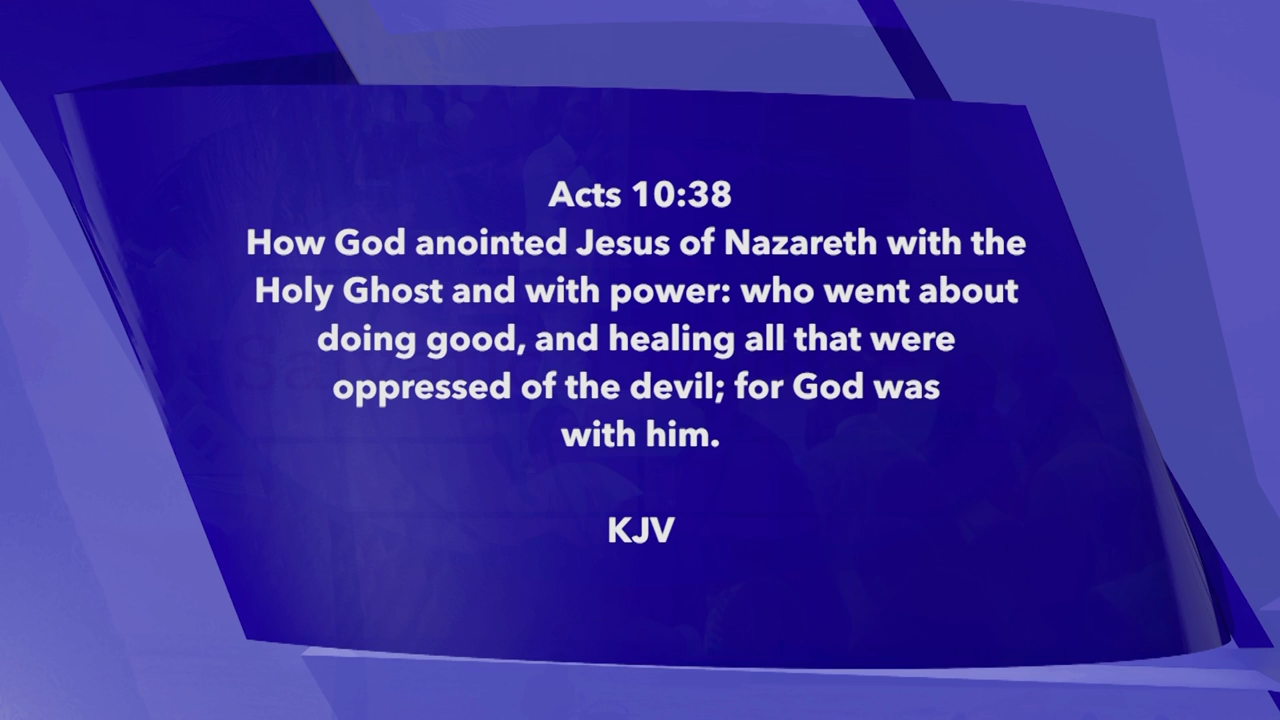 Acts 10:38
How God anointed Jesus of Nazareth with the
Holy Ghost and with power: who went about
doing good, and healing all that were
oppressed of the devil; for God was
with him.
KJV